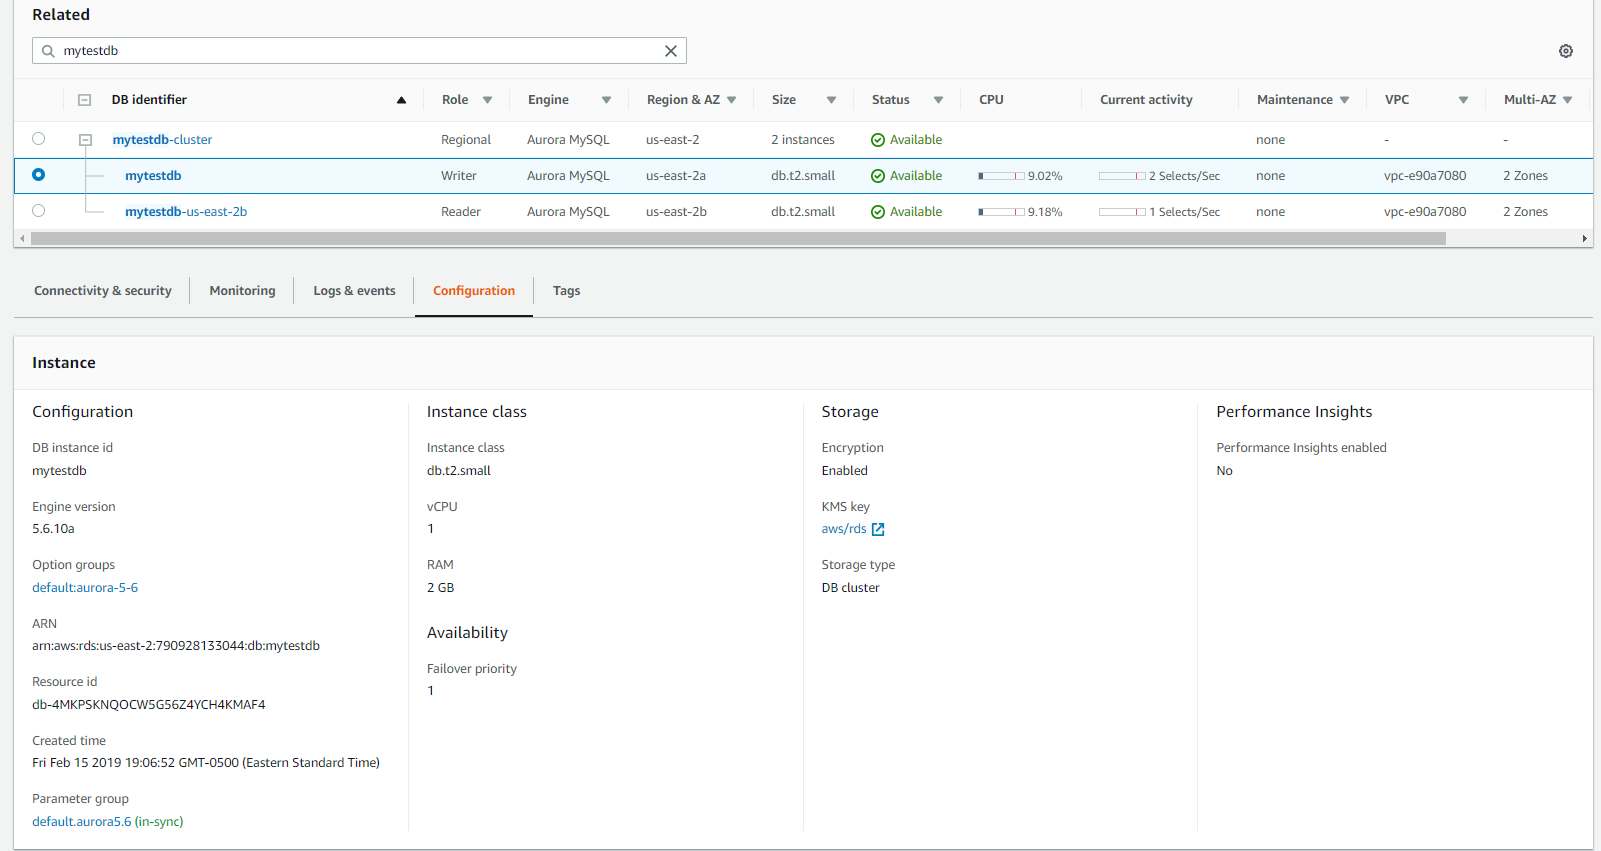 Related
mytestdb
DB identifier Role Engine Region & AZ Size Status CPU Current activity Maintenance VPC Multi-AZ
mytestdb-cluster Regional Aurora MySQL us-east-2 2 instances Available none - -
mytestdb Writer Aurora MySQL us-east-2a db.t2.small Available 9.02% 2 Selects/Sec none vpc-e90a7080 2 Zones
mytestdb-us-east-2b Reader Aurora MySQL us-east-2b db.t2.small Available 9.18% 1 Selects/Sec none vpc-e90a7080 2 Zones
Connectivity & security Monitoring Logs & events Configuration Tags
Instance
Configuration
DB instance id
mytestdb
Engine version
5.6.10a
Option groups
default:aurora-5-6
ARN
arn:aws:rds:us-east-2:790928133044:db:mytestdb
Resource id
db-4MKPSKNQOCW5G56Z4YCH4KMAF4
Created time
Fri Feb 15 2019 19:06:52 GMT-0500 (Eastern Standard Time)
Parameter group
default.aurora5.6 (in-sync)
Instance class
Instance class
db.t2.small
vCPU
1
RAM
2 GB
Availability
Failover priority
1
Storage
Encryption
Enabled
KMS key
aws/rds
Storage type
DB cluster
Performance Insights
Performance Insights enabled
No